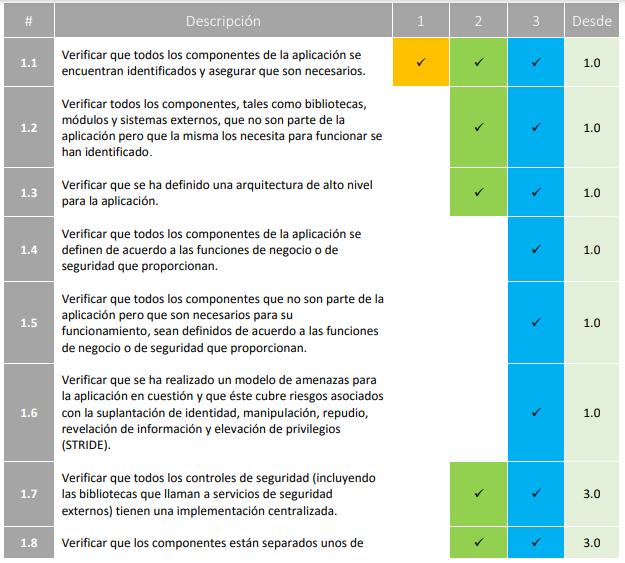 # Descripción 1 2 3 Desde
1.1 Verificar que todos los componentes de la aplicación se
encuentran identificados y asegurar que son necesarios. ✓ ✓ ✓ 1.0
1.2 Verificar todos los componentes, tales como bibliotecas,
módulos y sistemas externos, que no son parte de la
aplicación pero que la misma los necesita para funcionar se
han identificado. ✓ ✓ 1.0
1.3 Verificar que se ha definido una arquitectura de alto nivel
para la aplicación. ✓ ✓ 1.0
1.4 Verificar que todos los componentes de la aplicación se
definen de acuerdo a las funciones de negocio o de
seguridad que proporcionan. ✓ 1.0
1.5 Verificar que todos los componentes que no son parte de la
aplicación pero que son necesarios para su
funcionamiento, sean definidos de acuerdo a las funciones
de negocio o de seguridad que proporcionan. ✓ 1.0
1.6 Verificar que se ha realizado un modelo de amenazas para
la aplicación en cuestión y que éste cubre riesgos asociados
con la suplantación de identidad, manipulación, repudio,
revelación de información y elevación de privilegios
(STRIDE). ✓ 1.0
1.7 Verificar que todos los controles de seguridad (incluyendo
las bibliotecas que llaman a servicios de seguridad
externos) tienen una implementación centralizada. ✓ ✓ 3.0
1.8 Verificar que los componentes están separados unos de ✓ ✓ 3.0